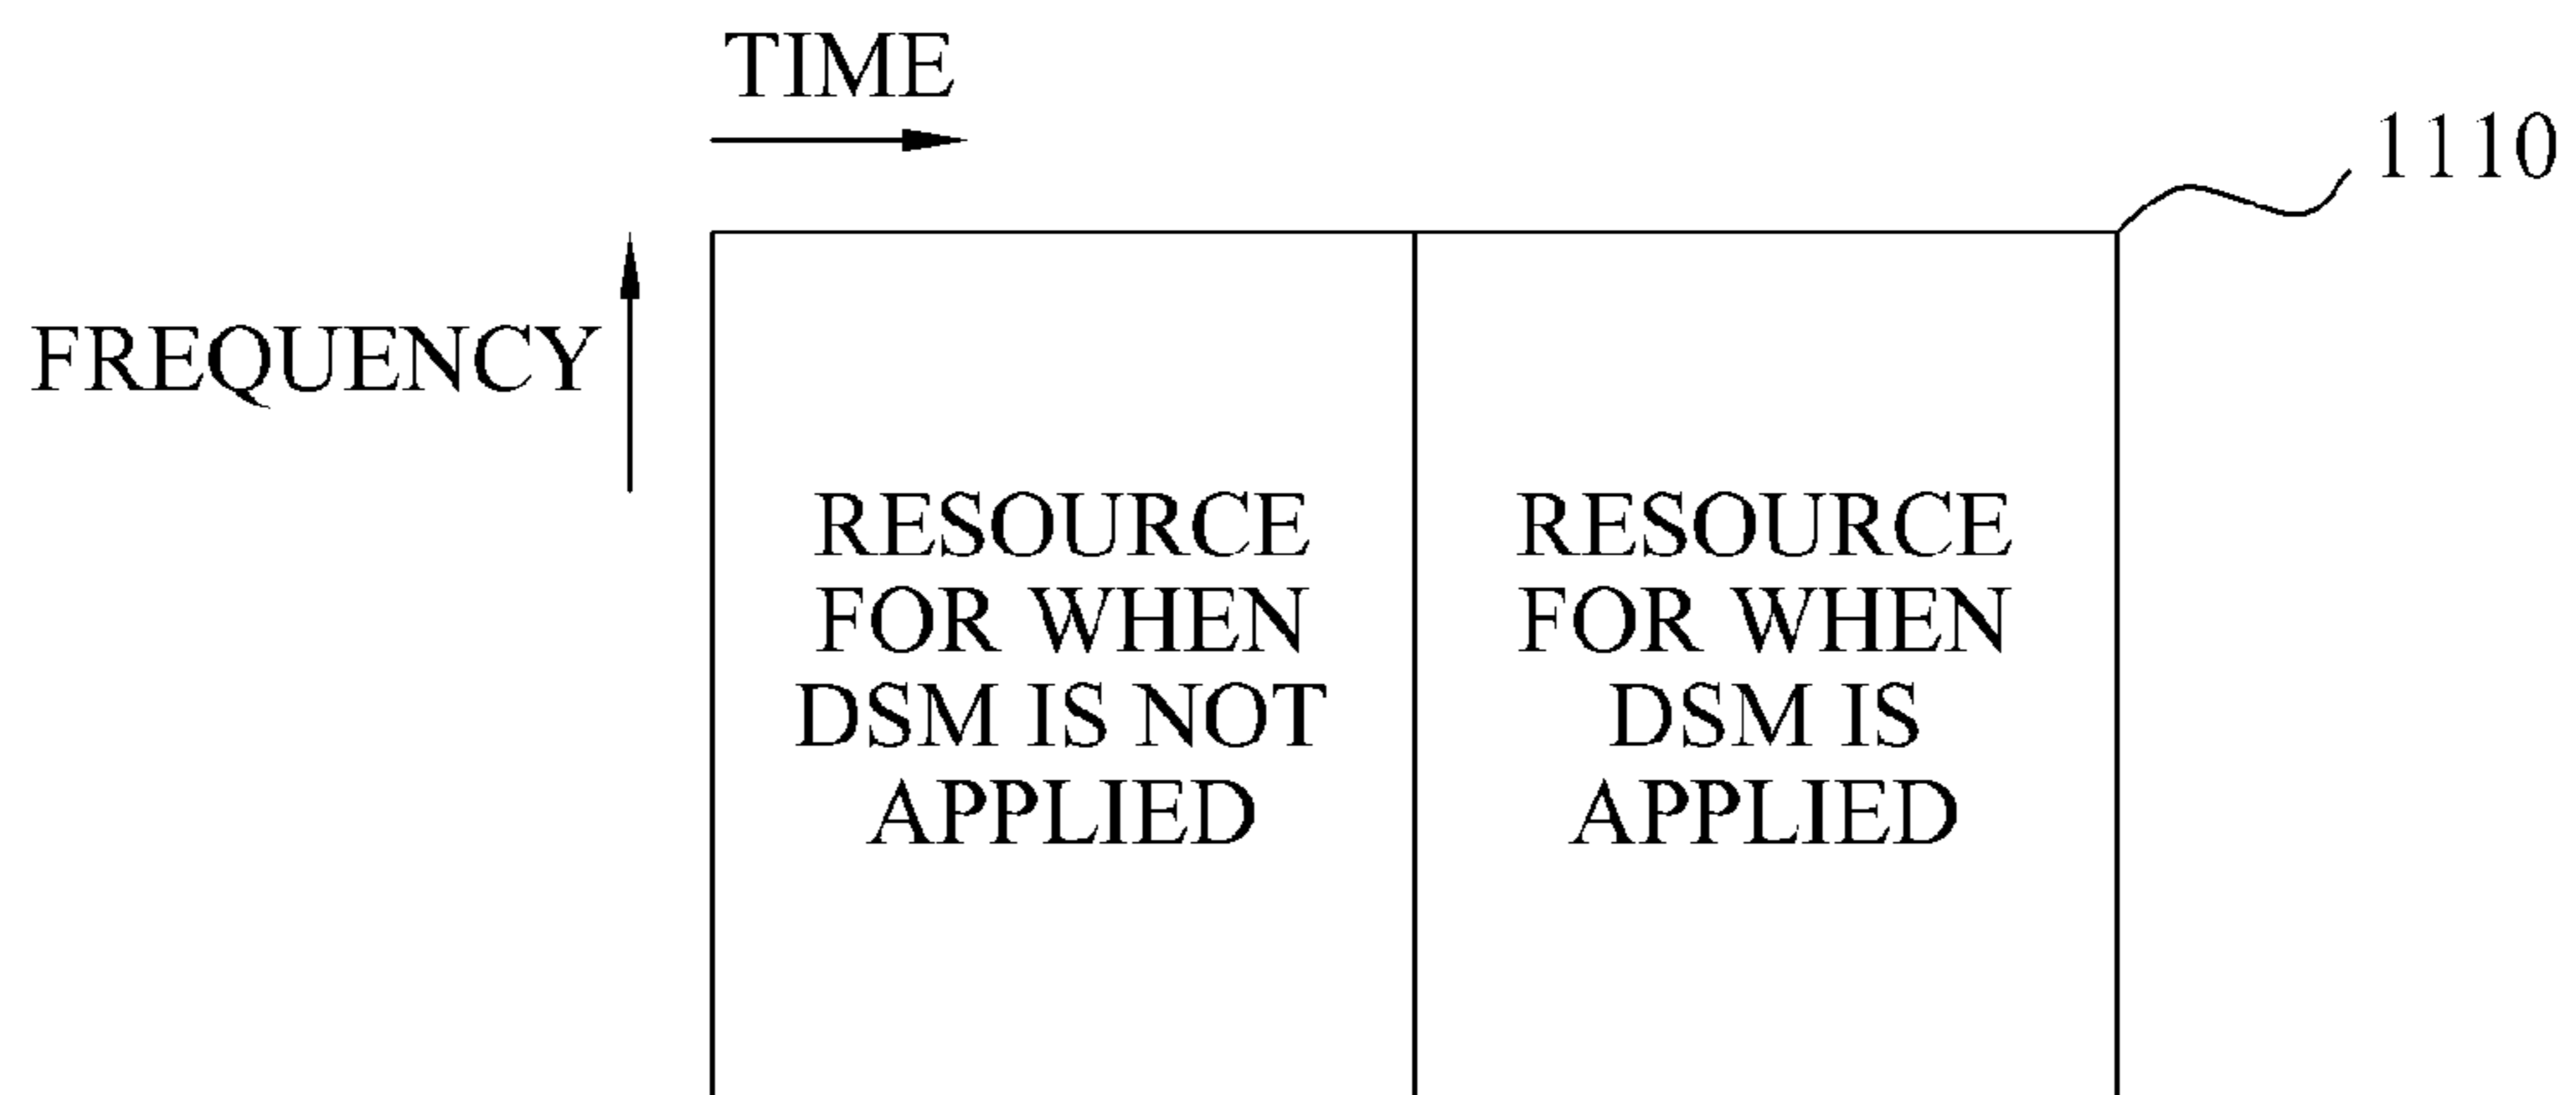 TIME
1110
FREQUENCY
RESOURCE
FOR WHEN
DSM IS NOT
APPLIED
RESOURCE
FOR WHEN
DSM IS
APPLIED